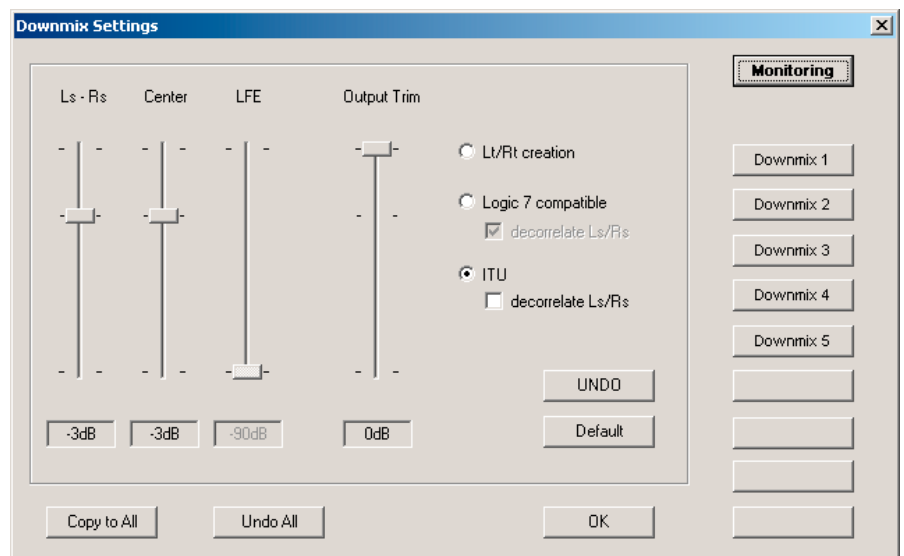 Downmix Settings
Monitoring
Ls - Rs Center LFE Output Trim
Lt/Rt creation
Downmix 1
Logic 7 compatible
Downmix 2
decorrelate Ls/Rs
Downmix 3
ITU
decorrelate Ls/Rs
Downmix 4
Downmix 5
UNDO
-3dB -3dB -90dB 0dB
Default
Copy to All Undo All OK